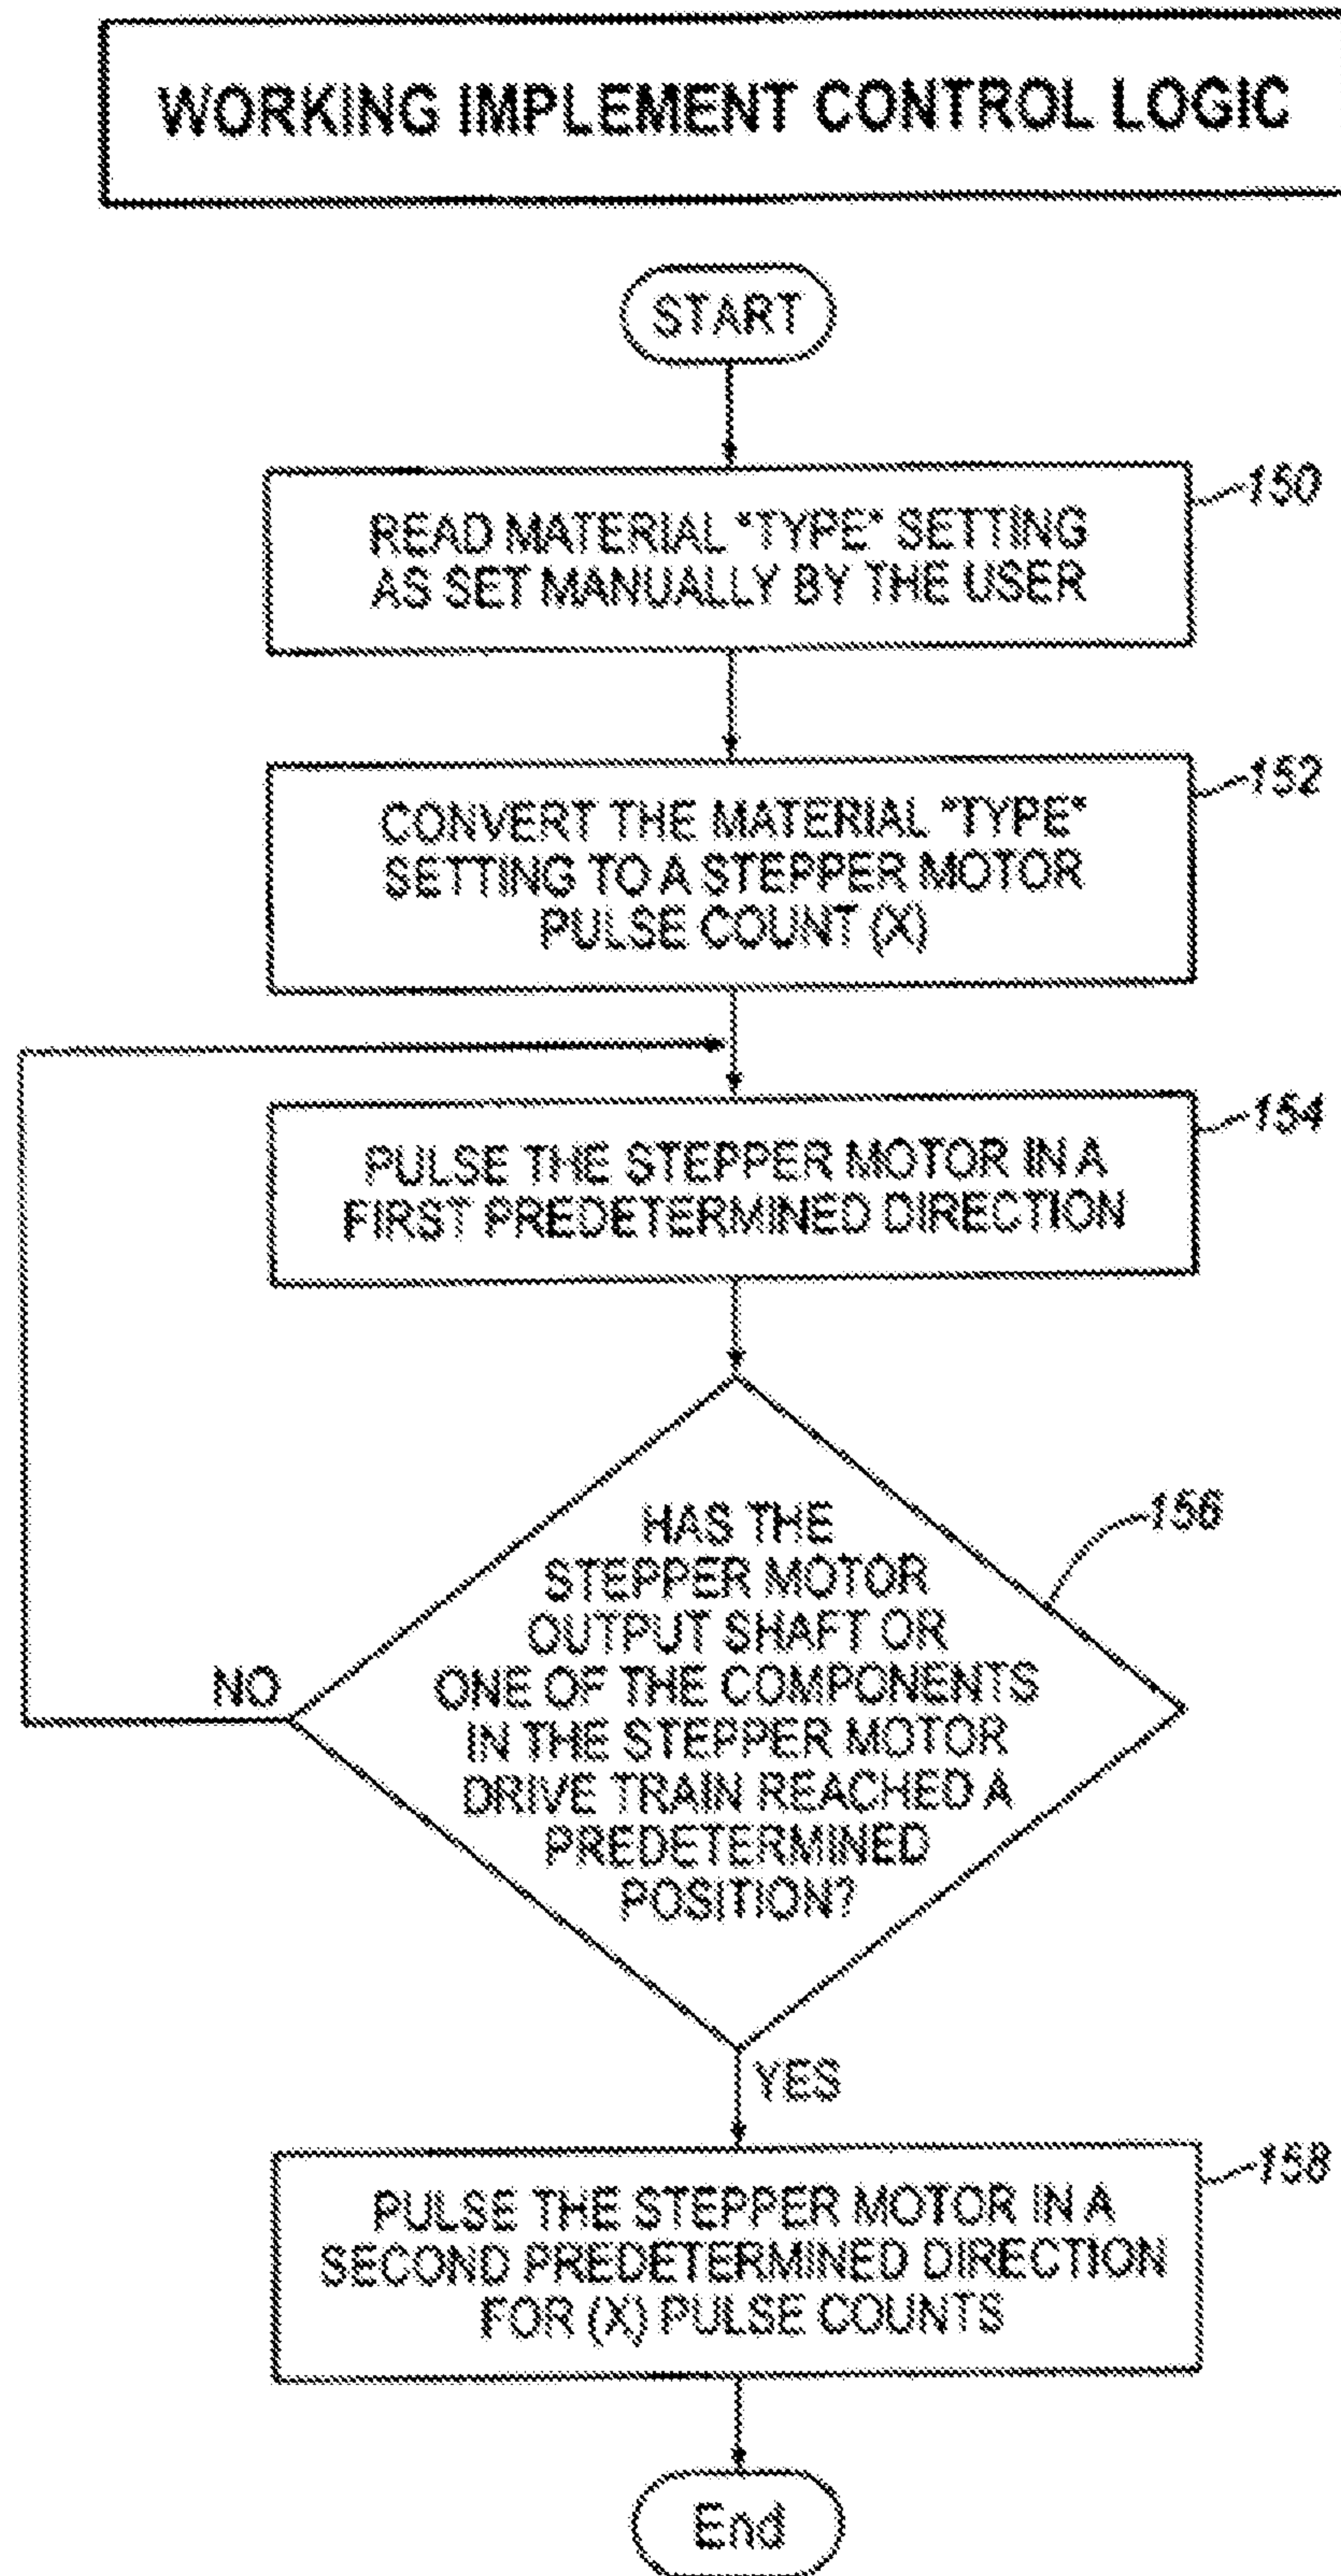 WORKING IMPLEMENT CONTROL LOGIC
START
READ MATERIAL "TYPE" SETTING
AS SET MANUALLY BY THE USER
150
CONVERT THE MATERIAL "TYPE"
SETTING TO A STEPPER MOTOR
PULSE COUNT (X)
152
PULSE THE STEPPER MOTOR IN A
FIRST PREDETERMINED DIRECTION
154
HAS THE
STEPPER MOTOR
OUTPUT SHAFT OR
ONE OF THE COMPONENTS
IN THE STEPPER MOTOR
DRIVE TRAIN REACHED A
PREDETERMINED
POSITION?
156
NO
YES
PULSE THE STEPPER MOTOR IN A
SECOND PREDETERMINED DIRECTION
FOR (X) PULSE COUNTS
158
End